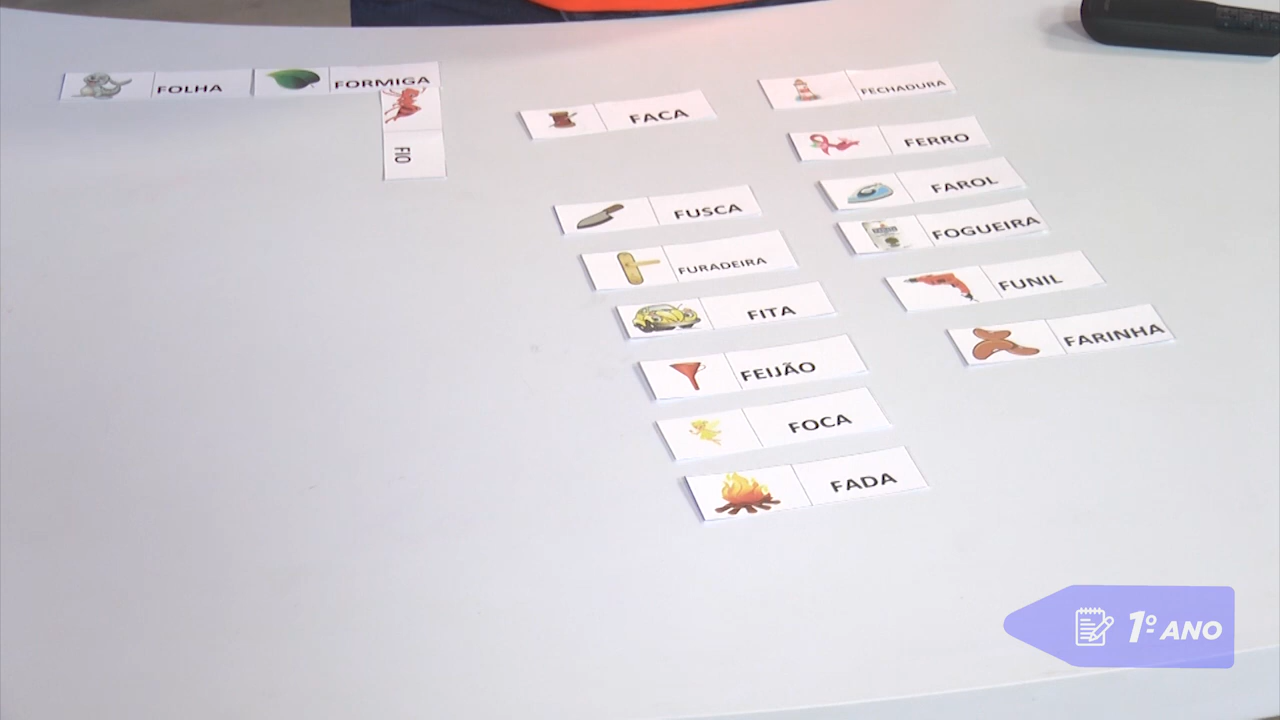 FOLHA
FORMIGA
FIO
FACA
FUSCA
FURADEIRA
FITA
FEIJÃO
FOCA
FADA
FECHADURA
FERRO
FAROL
FOGUEIRA
FUNIL
FARINHA
1º ANO